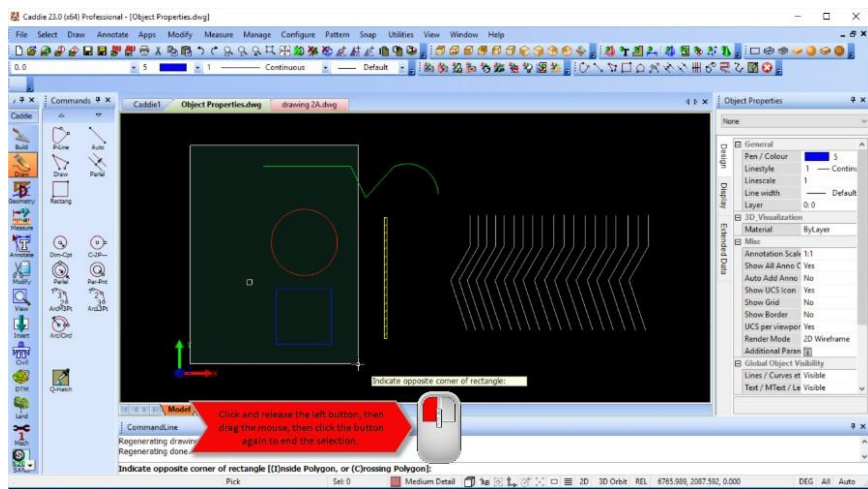 Caddie 23.0 (x64) Professional - [Object Properties.dwg]
File Select Draw Annotate Apps Modify Measure Manage Configure Pattern Snap Utilities View Window Help
0. 0
5
1 Continuous
Default
Commands
Caddie
Caddie1 Object Properties.dwg drawing 2A.dwg
Build
Draw
Geometry
Measure
Annotate
Modify
View
Insert
Civil
DTM
Land
Mech
P-Line Auto
Draw Parlel
Rectang
Dim-Cpt C-2P—
Parlel Par-Pnt
ArcM3Pt ArcL3Pt
Arc/Circl
Q-Hatch
Indicate opposite corner of rectangle:
Model
Click and release the left button, then
drag the mouse, then click the button
again to end the selection.
Object Properties
None
Design
Display
Extended Data
General
Pen / Colour 5
Linestyle 1 — Contin
Linescale 1
Line width Default
Layer 0: 0
3D_Visualization
Material ByLayer
Misc
Annotation Scale 1:1
Show All Anno C Yes
Auto Add Anno No
Show UCS Icon Yes
Show Grid No
Show Border No
UCS per viewpor Yes
Render Mode 2D Wireframe
Additional Param
Global Object Visibility
Lines / Curves et Visible
Text / MText / Le Visible
CommandLine
Regenerating drawin
Regenerating done.
Indicate opposite corner of rectangle [(I)nside Polygon, or (C)rossing Polygon]:
Pick Sel: 0 Medium Detail 2D 3D Orbit REL 6765.989, 2087.592, 0.000 DEG All Auto